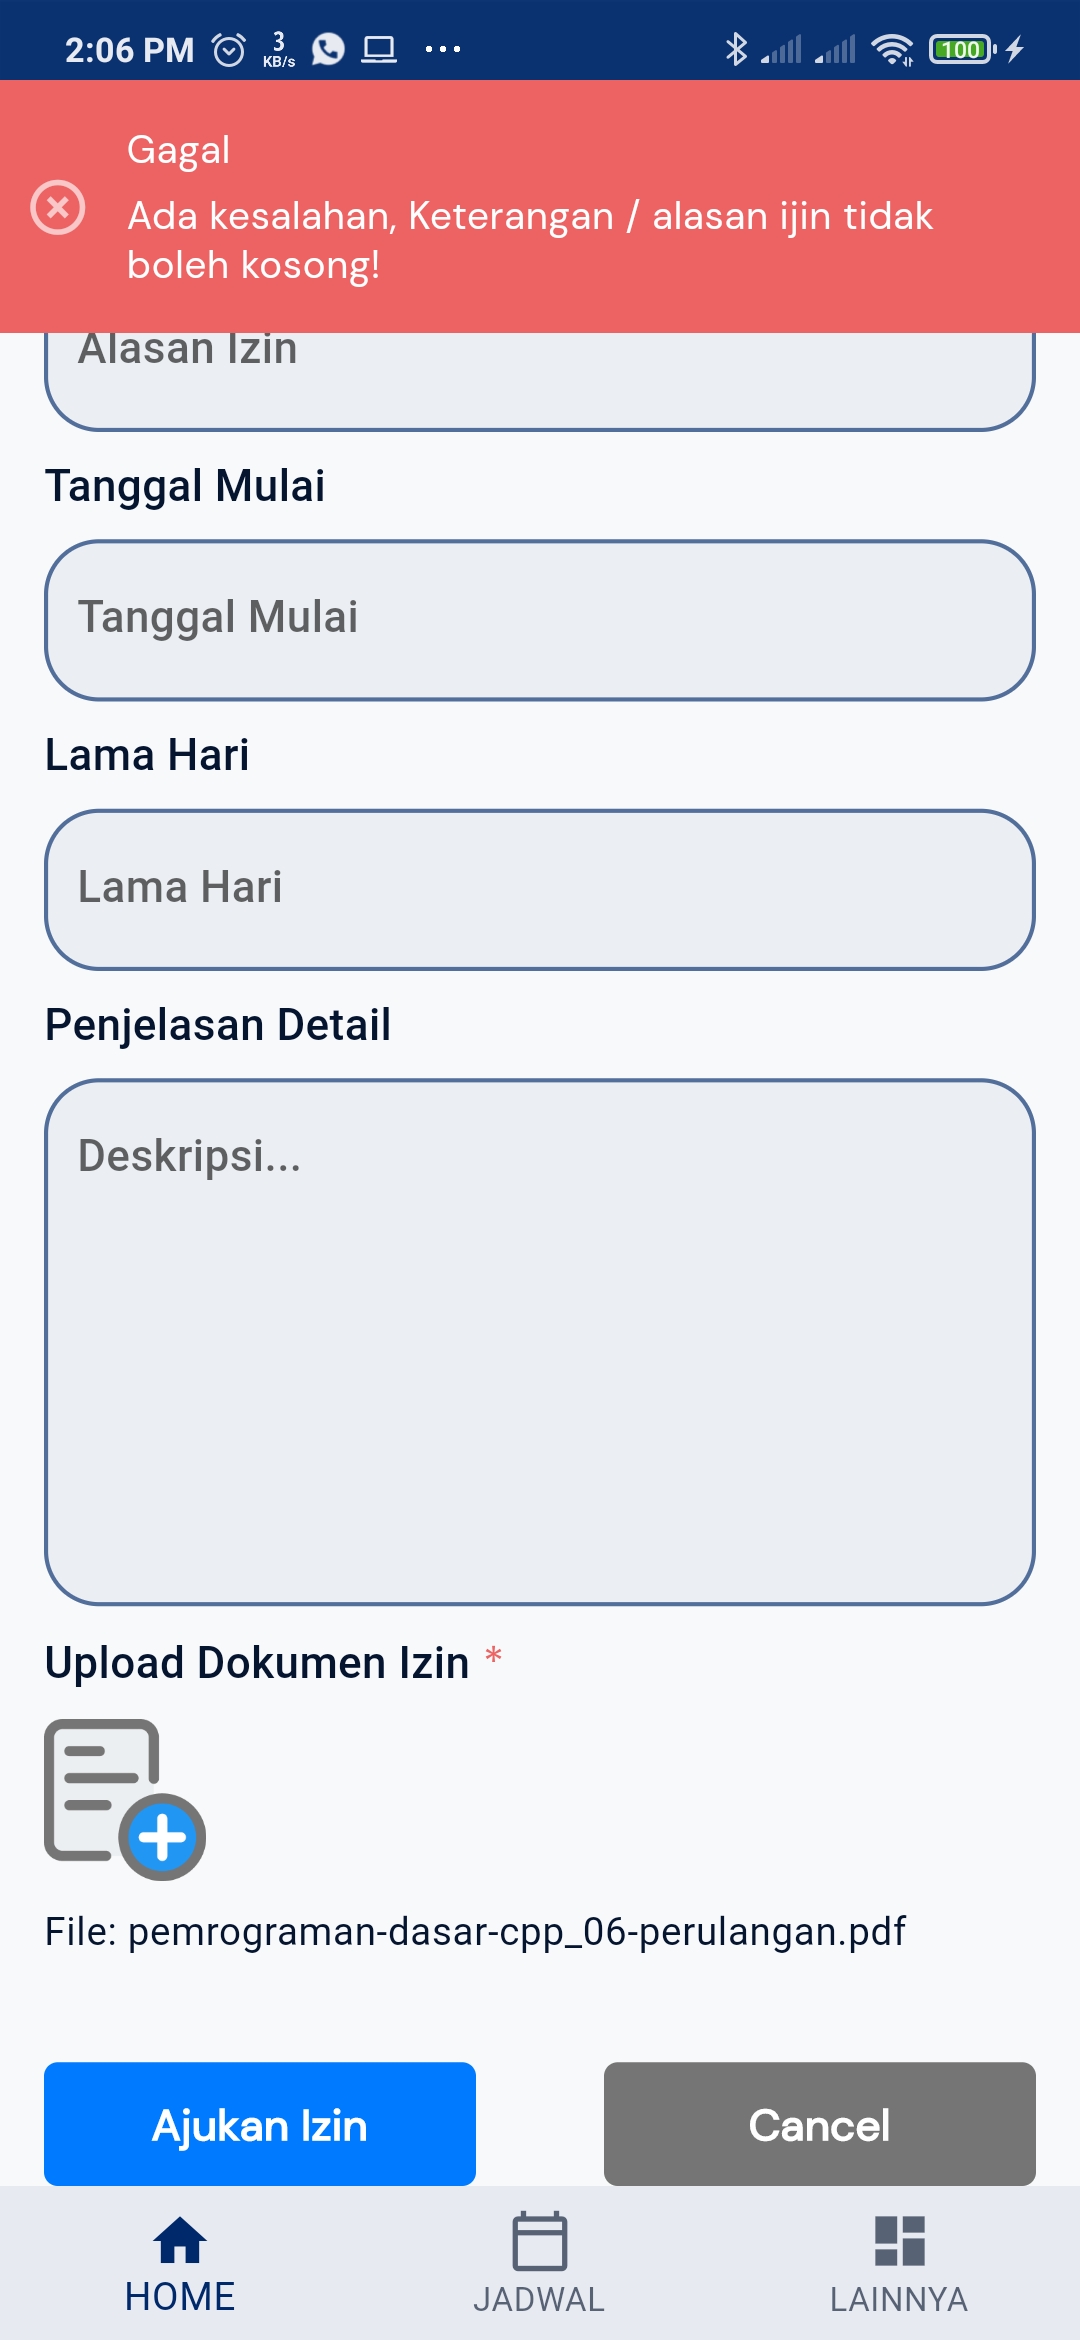 2:06 PM 3 KB/s 100
Gagal
Ada kesalahan, Keterangan / alasan ijin tidak
boleh kosong!
Alasan Izin
Tanggal Mulai
Tanggal Mulai
Lama Hari
Lama Hari
Penjelasan Detail
Deskripsi...
Upload Dokumen Izin *
File: pemrograman-dasar-cpp_06-perulangan.pdf
Ajukan Izin Cancel
HOME JADWAL LAINNYA